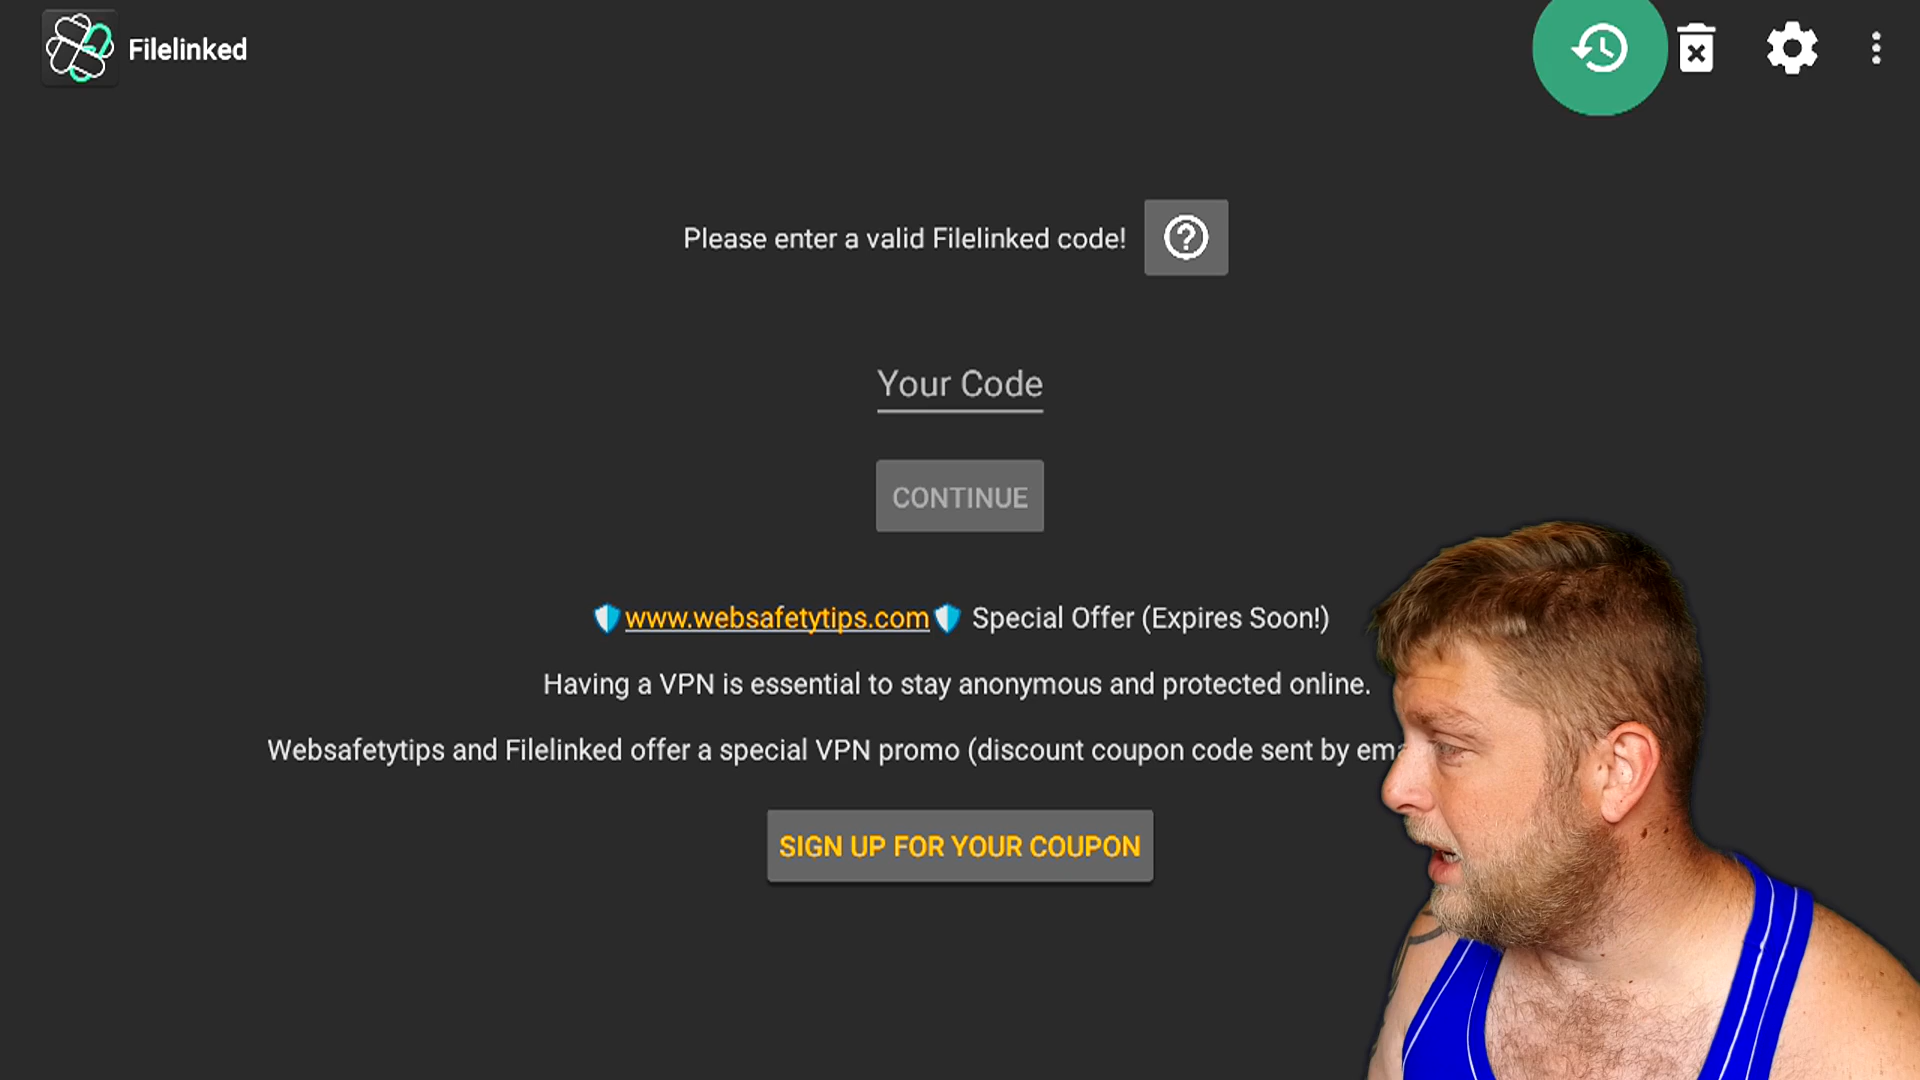 Filelinked
Please enter a valid Filelinked code!
Your Code
CONTINUE
www.websafetytips.com Special Offer (Expires Soon!)
Having a VPN is essential to stay anonymous and protected online.
Websafetytips and Filelinked offer a special VPN promo (discount coupon code sent by
SIGN UP FOR YOUR COUPON